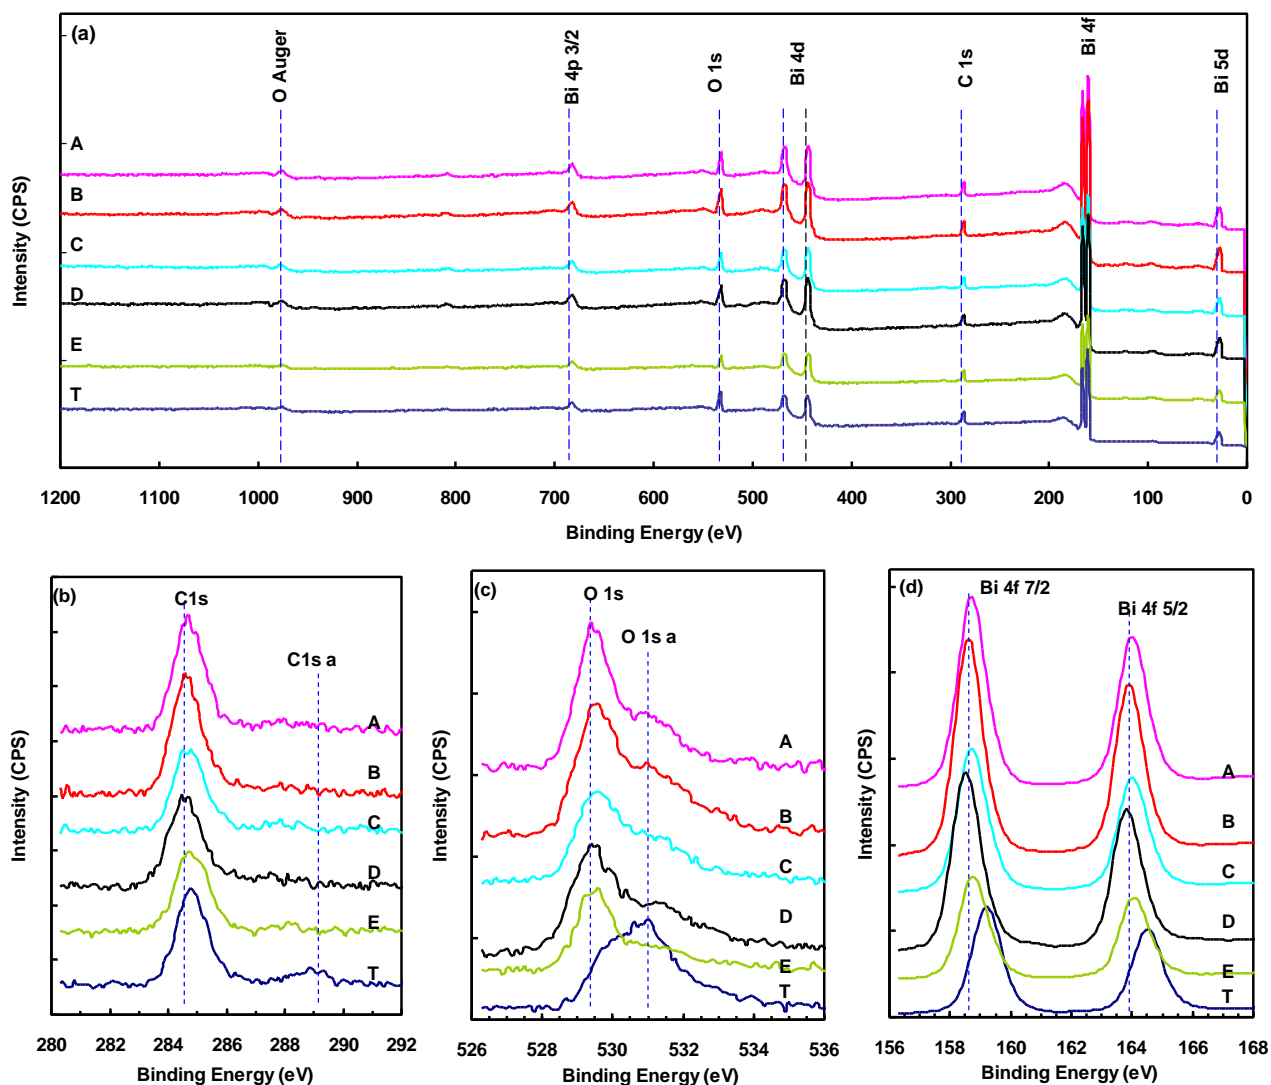 (a)
O Auger
Bi 4p 3/2
O 1s
Bi 4d
C 1s
Bi 4f
Bi 5d
A
B
C
D
E
T
Intensity (CPS)
1200 1100 1000 900 800 700 600 500 400 300 200 100 0
Binding Energy (eV)
(b)
C1s
C1s a
A
B
C
D
E
T
Intensity (CPS)
280 282 284 286 288 290 292
Binding Energy (eV)
(c)
O 1s
O 1s a
A
B
C
D
E
T
Intensity (CPS)
526 528 530 532 534 536
Binding Energy (eV)
(d)
Bi 4f 7/2
Bi 4f 5/2
A
B
C
D
E
T
Intensity (CPS)
156 158 160 162 164 166 168
Binding Energy (eV)